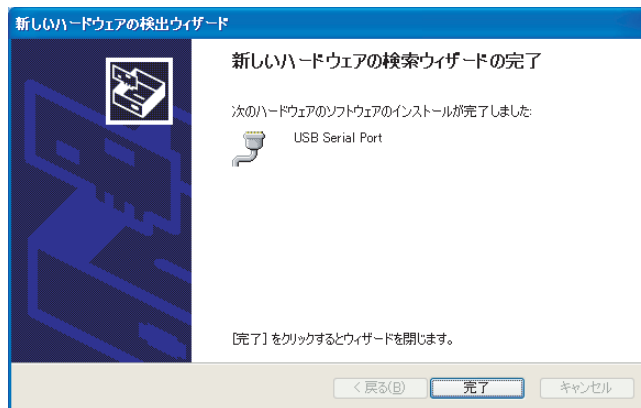 新しいハードウェアの検出ウィザード
新しいハードウェアの検索ウィザードの完了
次のハードウェアのソフトウェアのインストールが完了しました:
USB Serial Port
[完了] をクリックするとウィザードを閉じます。
< 戻る(B)
完了
キャンセル